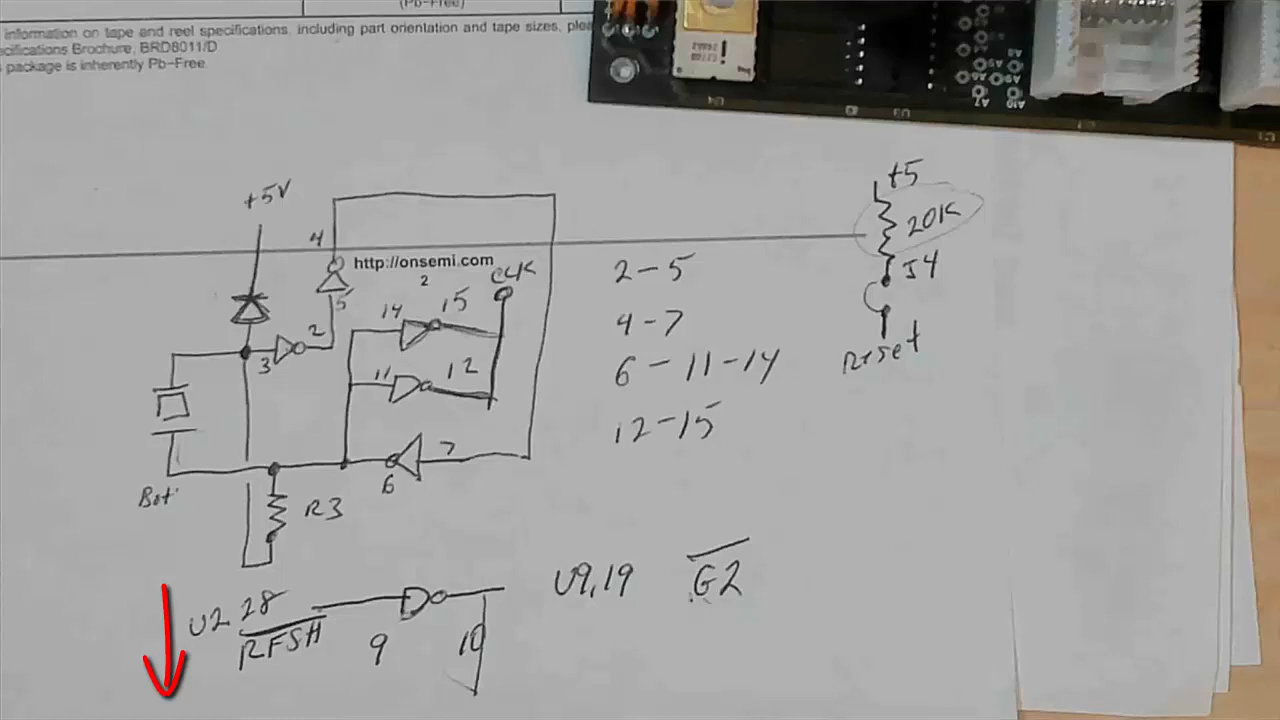 (Pb-Free)
information on tape and reel specifications, including part orientation and tape sizes, plea
ecifications Brochure, BRD8011/D
package is inherently Pb-Free.
+5V
4
http://onsemi.com
2
CLK
5
14
15
3
2
11
12
7
6
Bot
R3
2-5
4-7
6-11-14
12-15
+5
20K
J4
Reset
U2 28
RFSH
9
10
U9,19
G2